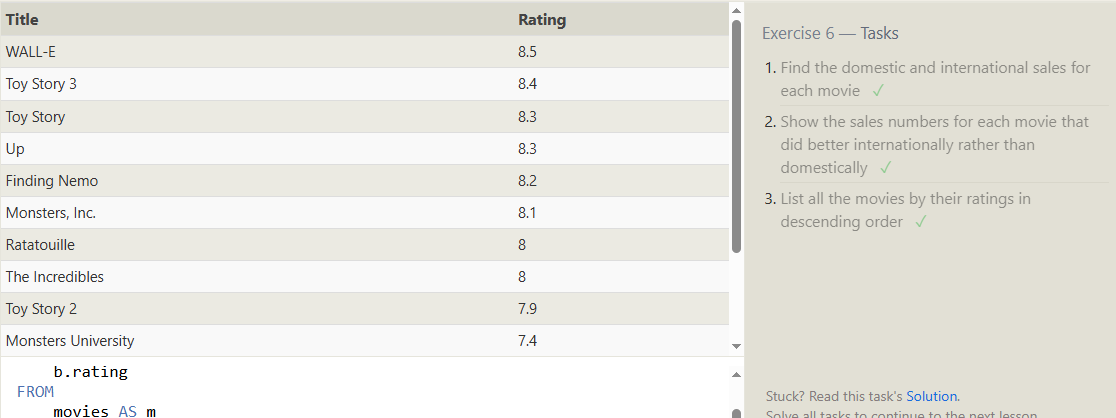 Title Rating
WALL-E 8.5
Toy Story 3 8.4
Toy Story 8.3
Up 8.3
Finding Nemo 8.2
Monsters, Inc. 8.1
Ratatouille 8
The Incredibles 8
Toy Story 2 7.9
Monsters University 7.4
b.rating
FROM
movies AS m
Exercise 6 — Tasks
1. Find the domestic and international sales for
each movie ✓
2. Show the sales numbers for each movie that
did better internationally rather than
domestically ✓
3. List all the movies by their ratings in
descending order ✓
Stuck? Read this task's Solution.
Solve all tasks to continue to the next lesson.